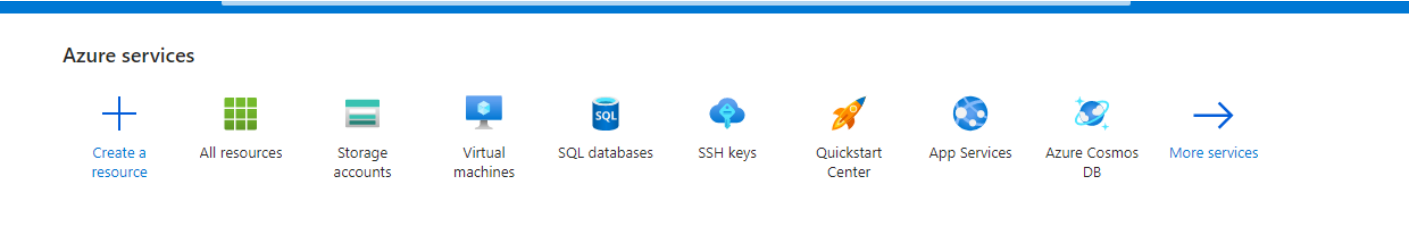 Azure services
SQL
Create a
resource
All resources
Storage
accounts
Virtual
machines
SQL databases
SSH keys
Quickstart
Center
App Services
Azure Cosmos
DB
More services